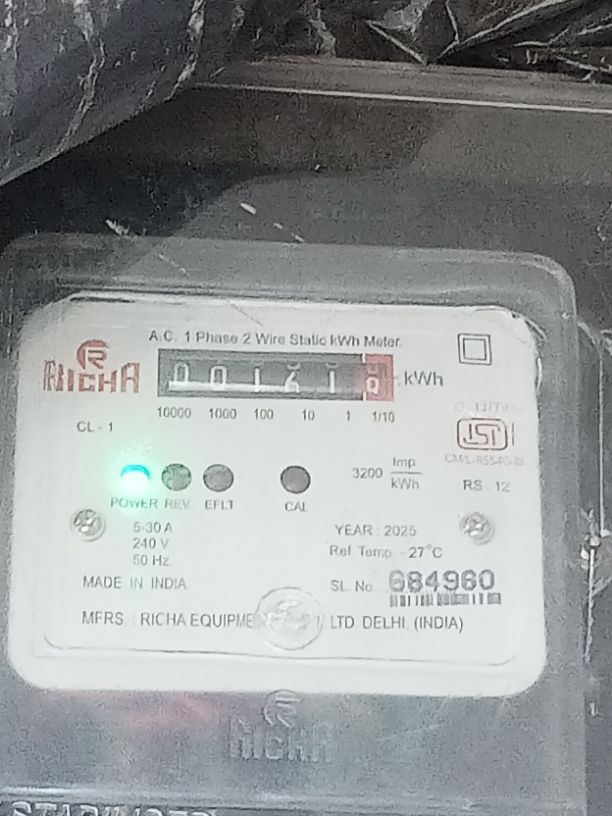 A.C. 1 Phase 2 Wire Static kWh Meter
RICHA
kWh
10000 1000 100 10 1 1/10
CL - 1
ISI
3200 Imp/kWh
RS : 12
POWER REV. EFLT CAL
5-30 A
240 V
50 Hz
YEAR : 2025
Ref Temp. - 27°C
MADE IN INDIA
SL. No. 684960
MFRS : RICHA LTD. DELHI. (INDIA)
RICHA